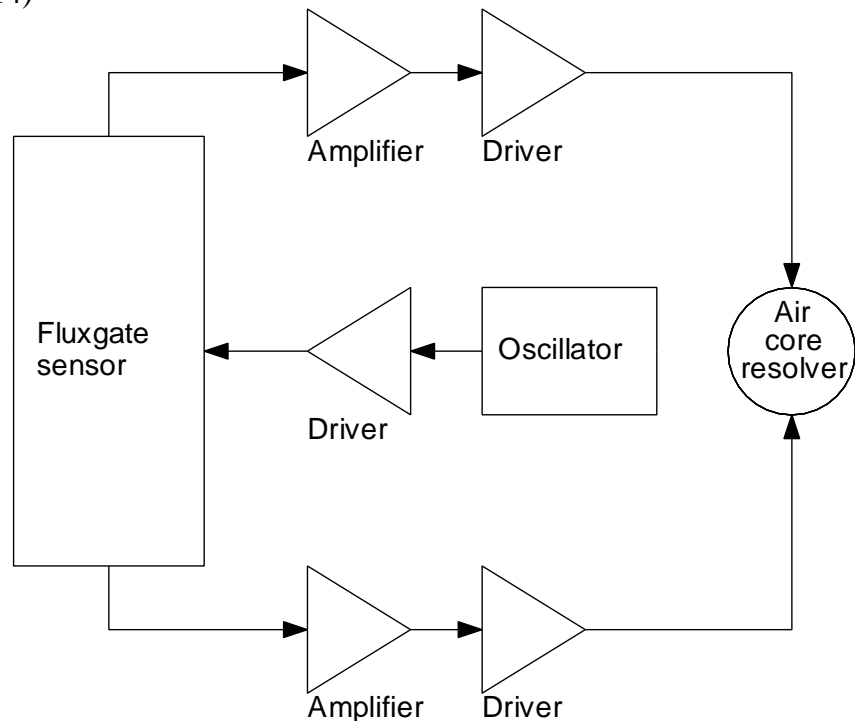 Amplifier
Driver
Fluxgate
sensor
Oscillator
Air
core
resolver
Driver
Amplifier
Driver